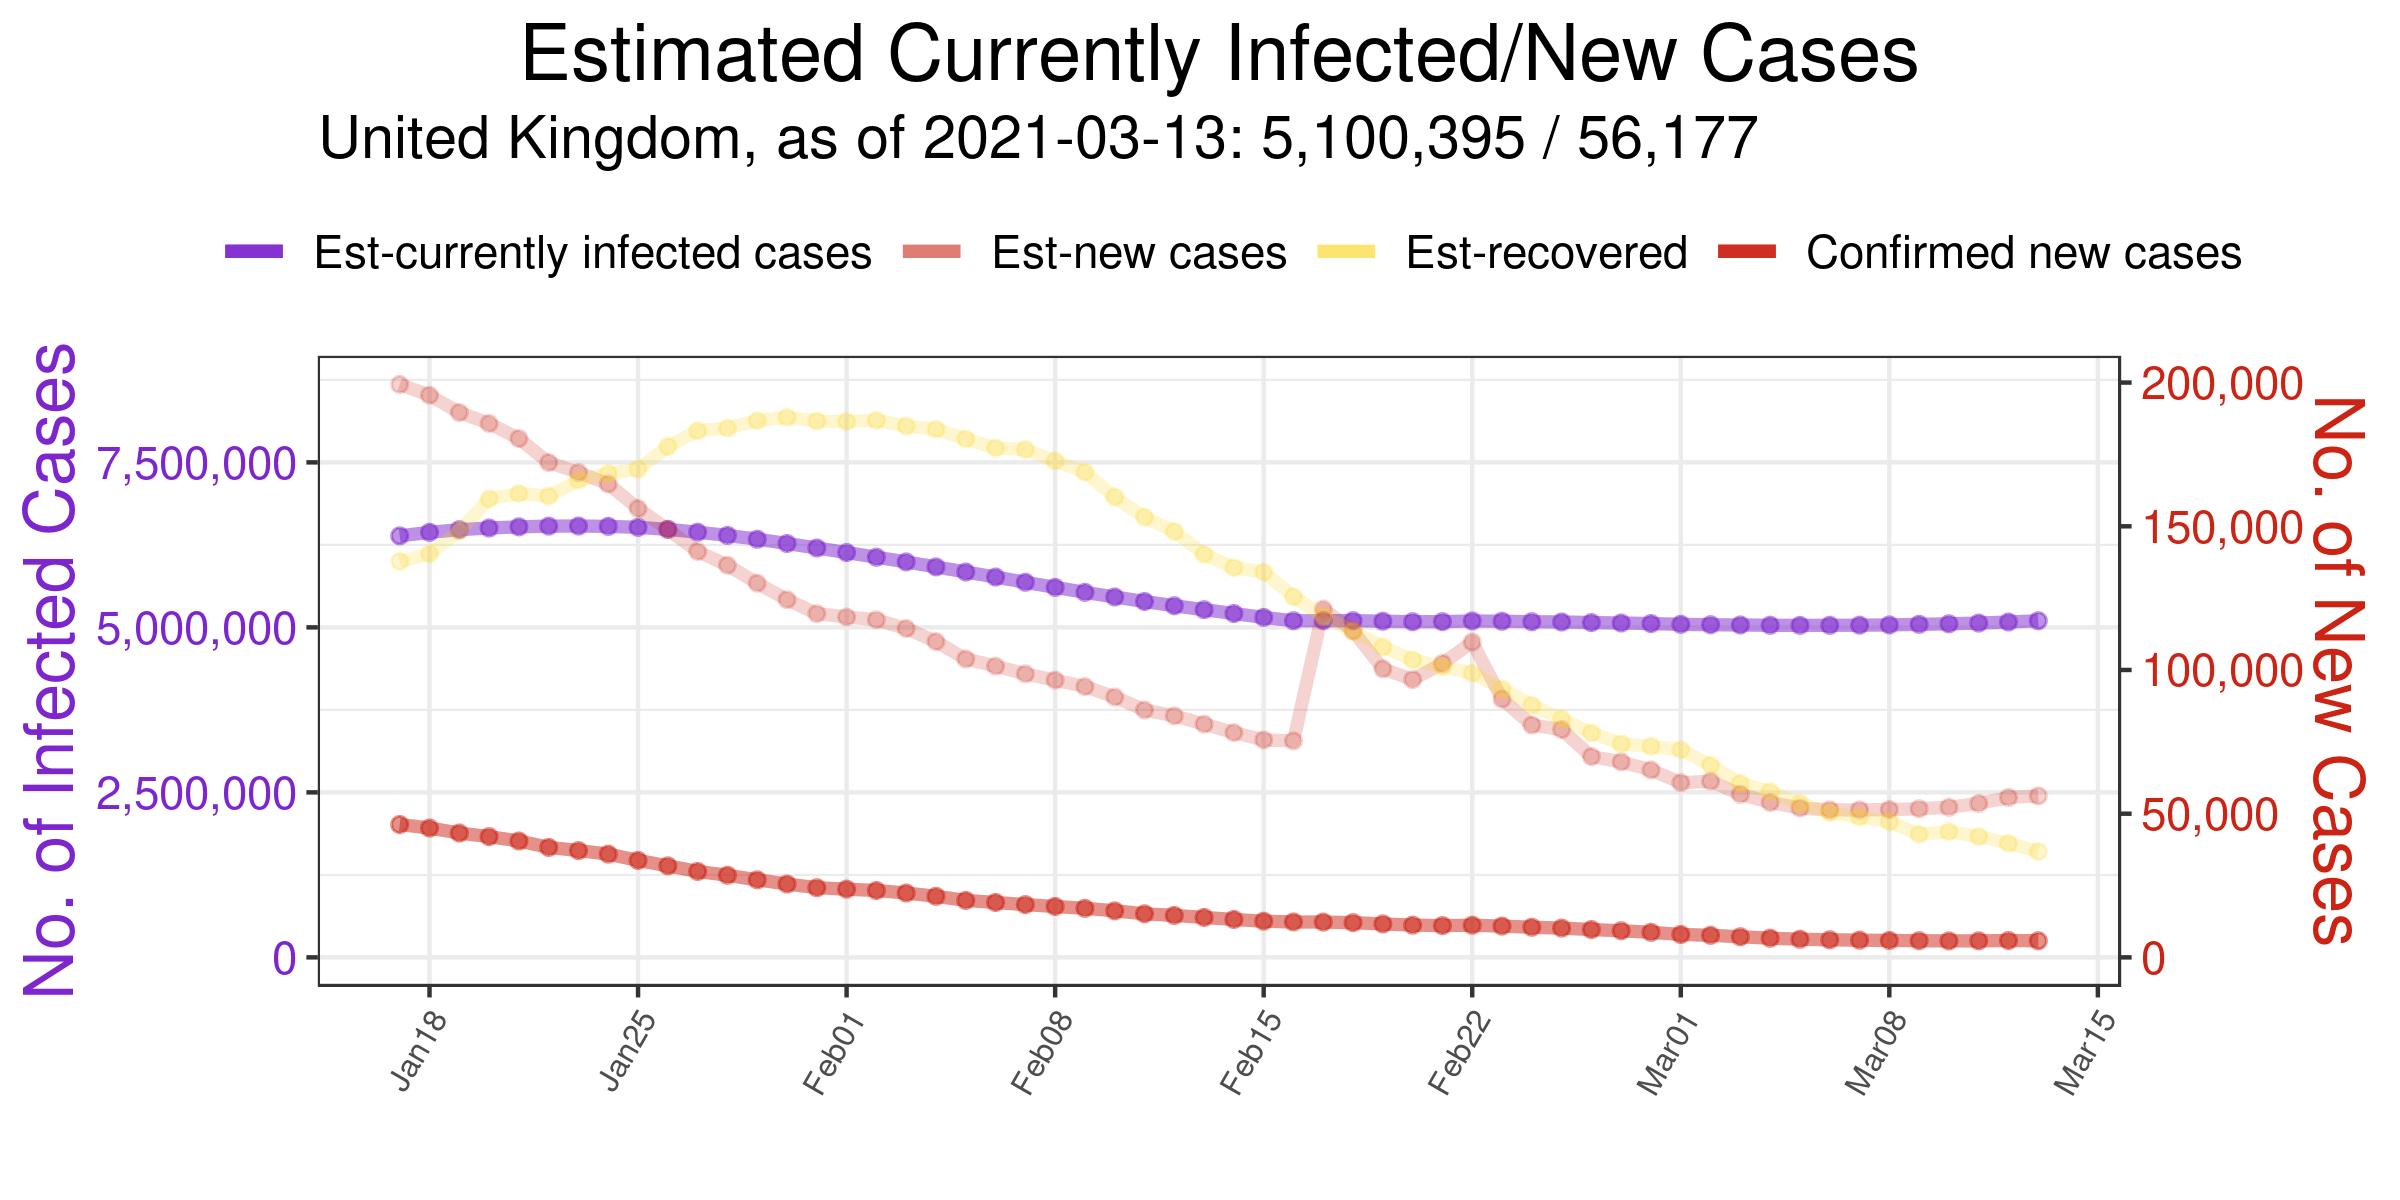 Estimated Currently Infected/New Cases
United Kingdom, as of 2021-03-13: 5,100,395 / 56,177
Est-currently infected cases Est-new cases Est-recovered Confirmed new cases
No. of Infected Cases
7,500,000
5,000,000
2,500,000
0
200,000
150,000
100,000
50,000
0
No. of New Cases
Jan18 Jan25 Feb01 Feb08 Feb15 Feb22 Mar01 Mar08 Mar15